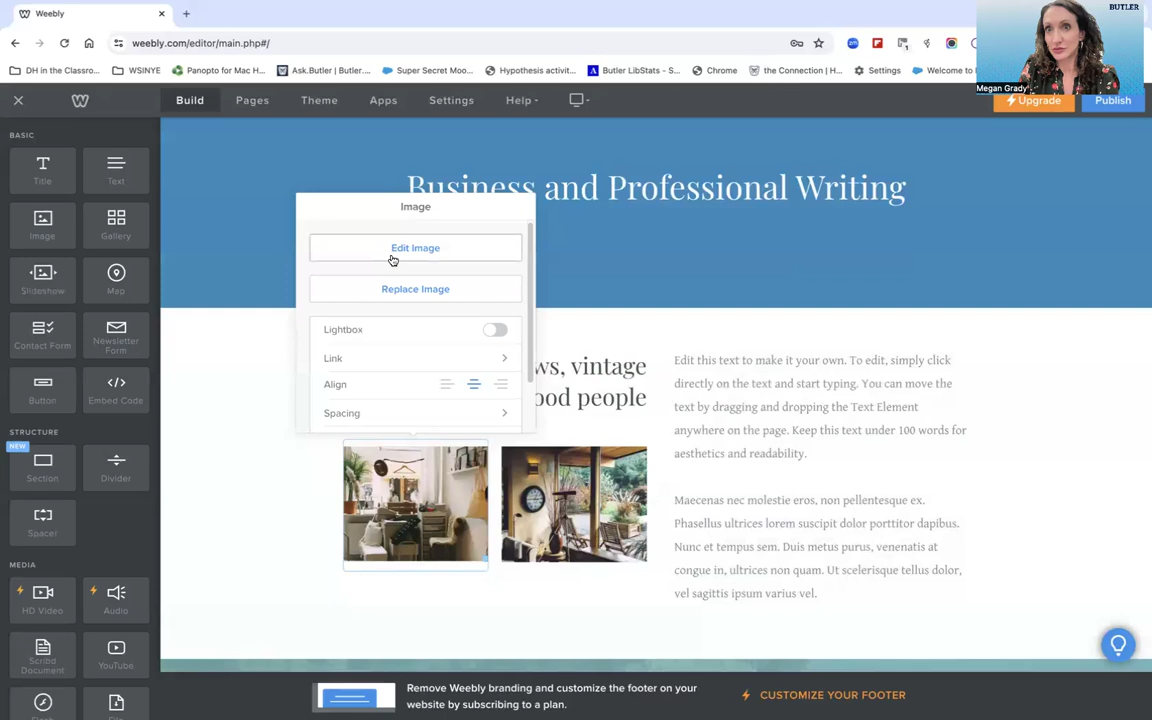 Weebly
BUTLER
weebly.com/editor/main.php#/
DH in the Classro...
WSINYE
Panopto for Mac H...
Ask.Butler | Butler....
Super Secret Moo...
Hypothesis activit...
Butler LibStats - S...
Chrome
the Connection | H...
Settings
Welcome to
Megan Grady
Build
Pages
Theme
Apps
Settings
Help
Upgrade
Publish
BASIC
Title
Text
Image
Gallery
Slideshow
Map
Contact Form
Newsletter
Form
Button
Embed Code
STRUCTURE
NEW
Section
Divider
Spacer
MEDIA
HD Video
Audio
Scribd
Document
YouTube
Business and Professional Writing
Image
Edit Image
Replace Image
Lightbox
Link
Align
Spacing
ws, vintage
ood people
Edit this text to make it your own. To edit, simply click
directly on the text and start typing. You can move the
text by dragging and dropping the Text Element
anywhere on the page. Keep this text under 100 words for
aesthetics and readability.
Maecenas nec molestie eros, non pellentesque ex.
Phasellus ultrices lorem suscipit dolor porttitor dapibus.
Nunc et tempus sem. Duis metus purus, venenatis at
congue in, ultrices non quam. Ut scelerisque tellus dolor,
vel sagittis ipsum varius vel.
Remove Weebly branding and customize the footer on your
website by subscribing to a plan.
CUSTOMIZE YOUR FOOTER